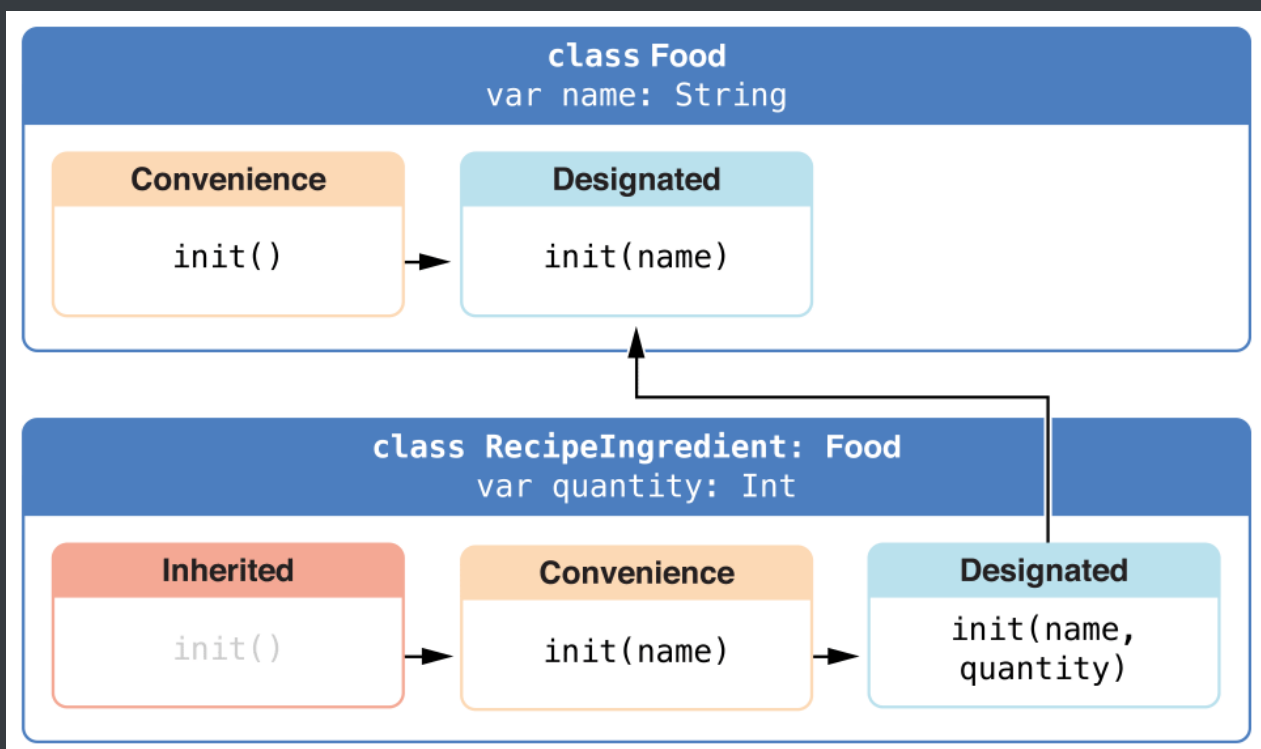 class Food
var name: String
Convenience
Designated
init()
init(name)
class RecipeIngredient: Food
var quantity: Int
Inherited
Convenience
Designated
init()
init(name)
init(name,
quantity)